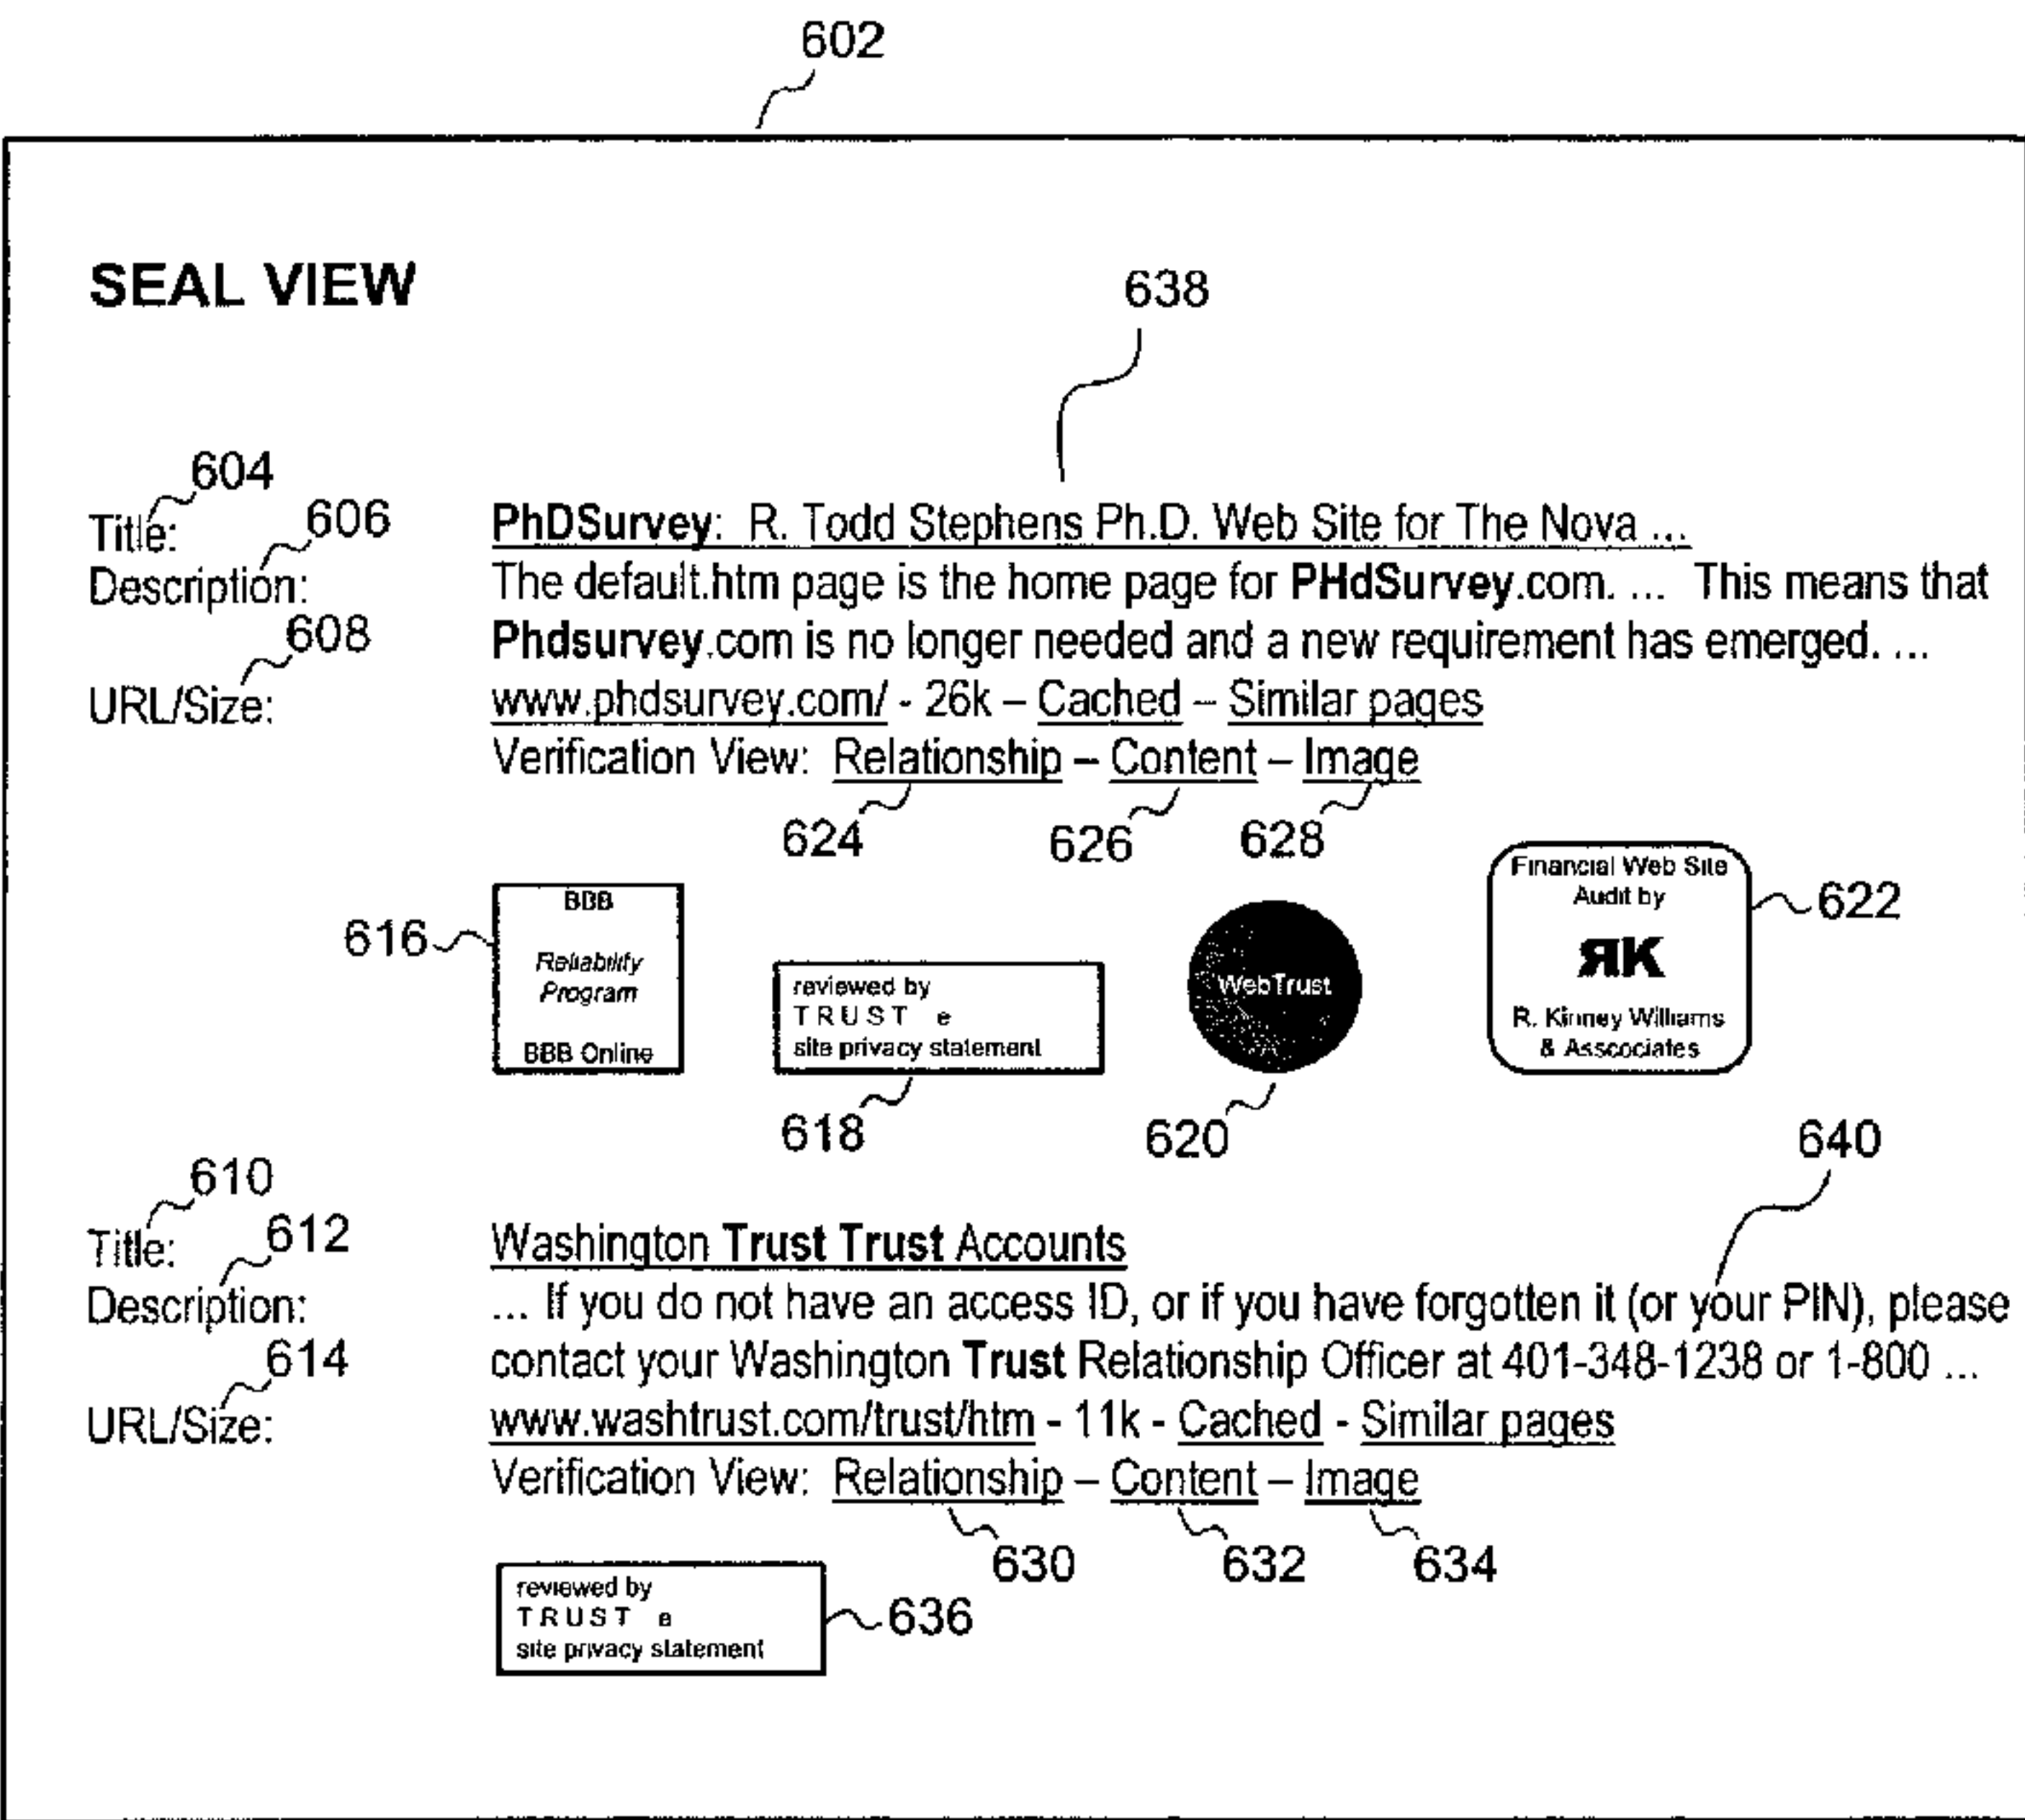 602
SEAL VIEW
638
604
Title:
PhDSurvey: R. Todd Stephens Ph.D. Web Site for The Nova ...
606
Description:
The default.htm page is the home page for PHdSurvey.com. ... This means that
Phdsurvey.com is no longer needed and a new requirement has emerged. ...
608
URL/Size:
www.phdsurvey.com/ - 26k – Cached – Similar pages
Verification View: Relationship – Content – Image
624
626
628
616
BBB
Reliability
Program
BBB Online
reviewed by
TRUST e
site privacy statement
618
WebTrust
620
Financial Web Site
Audit by
ЯK
R. Kinney Williams
& Asscociates
622
640
610
Title:
Washington Trust Trust Accounts
612
Description:
... If you do not have an access ID, or if you have forgotten it (or your PIN), please
contact your Washington Trust Relationship Officer at 401-348-1238 or 1-800 ...
614
URL/Size:
www.washtrust.com/trust/htm - 11k - Cached - Similar pages
Verification View: Relationship – Content – Image
630
632
634
reviewed by
TRUST e
site privacy statement
636